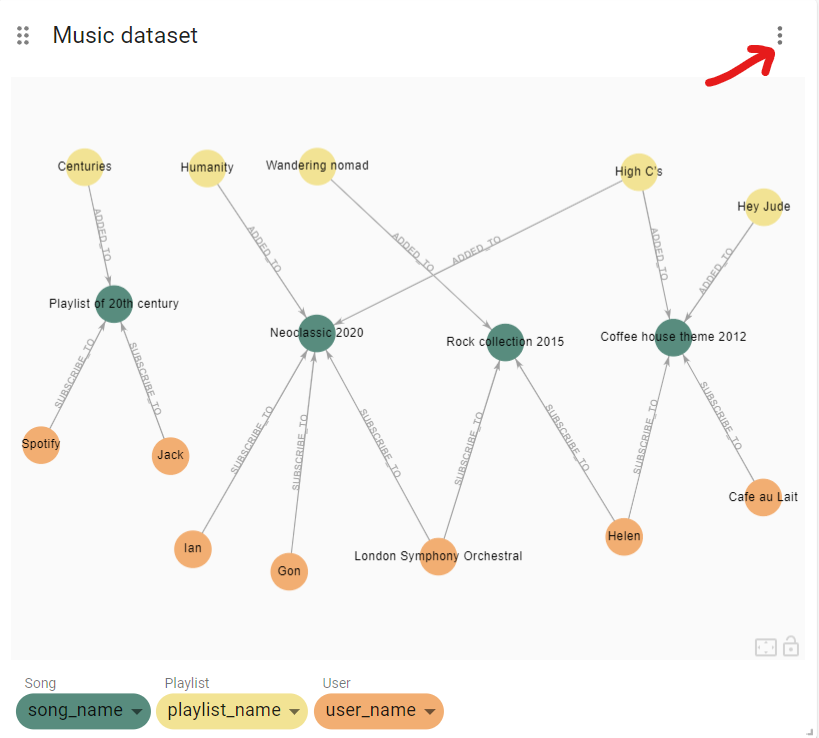 Music dataset
Centuries
Humanity
Wandering nomad
High C's
Hey Jude
ADDED_TO
ADDED_TO
ADDED_TO
ADDED_TO
ADDED_TO
ADDED_TO
Playlist of 20th century
Neoclassic 2020
Rock collection 2015
Coffee house theme 2012
SUBSCRIBE_TO
SUBSCRIBE_TO
SUBSCRIBE_TO
SUBSCRIBE_TO
SUBSCRIBE_TO
SUBSCRIBE_TO
SUBSCRIBE_TO
SUBSCRIBE_TO
SUBSCRIBE_TO
Spotify
Jack
Ian
Gon
London Symphony Orchestral
Helen
Cafe au Lait
Song
Playlist
User
song_name
playlist_name
user_name